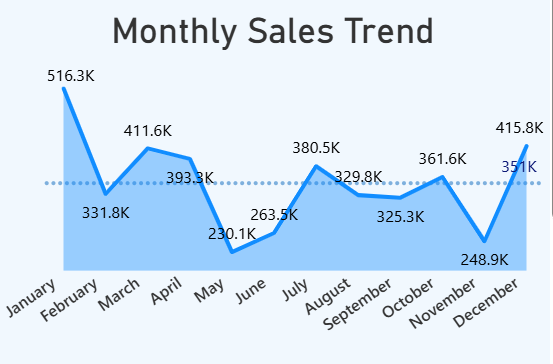 Monthly Sales Trend
516.3K
331.8K
411.6K
393.3K
230.1K
263.5K
380.5K
329.8K
325.3K
361.6K
248.9K
415.8K
351K
January
February
March
April
May
June
July
August
September
October
November
December